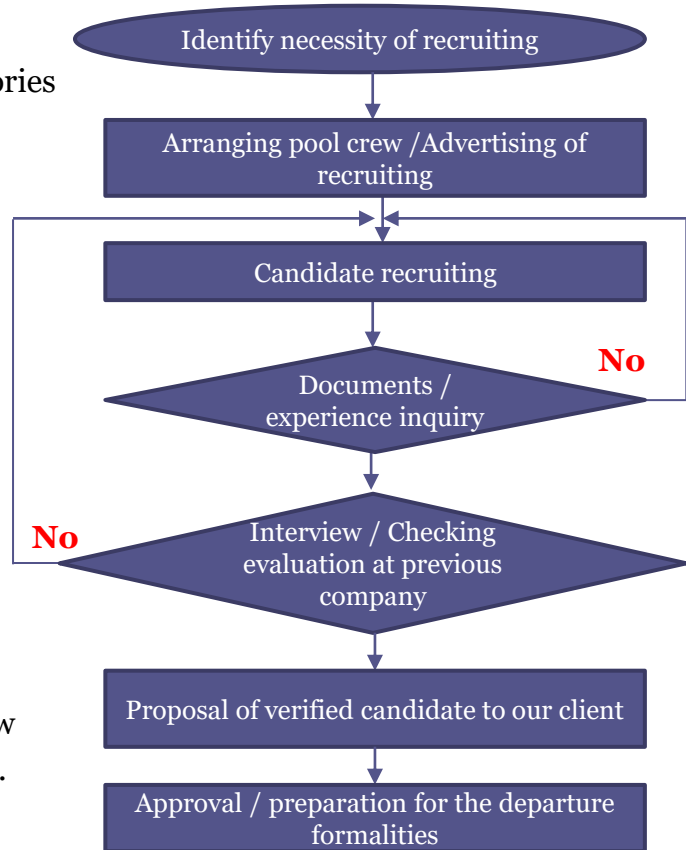 Identify necessity of recruiting
ories
Arranging pool crew /Advertising of
recruiting
Candidate recruiting
No
Documents /
experience inquiry
No
Interview / Checking
evaluation at previous
company
Proposal of verified candidate to our client
w
.
Approval / preparation for the departure
formalities